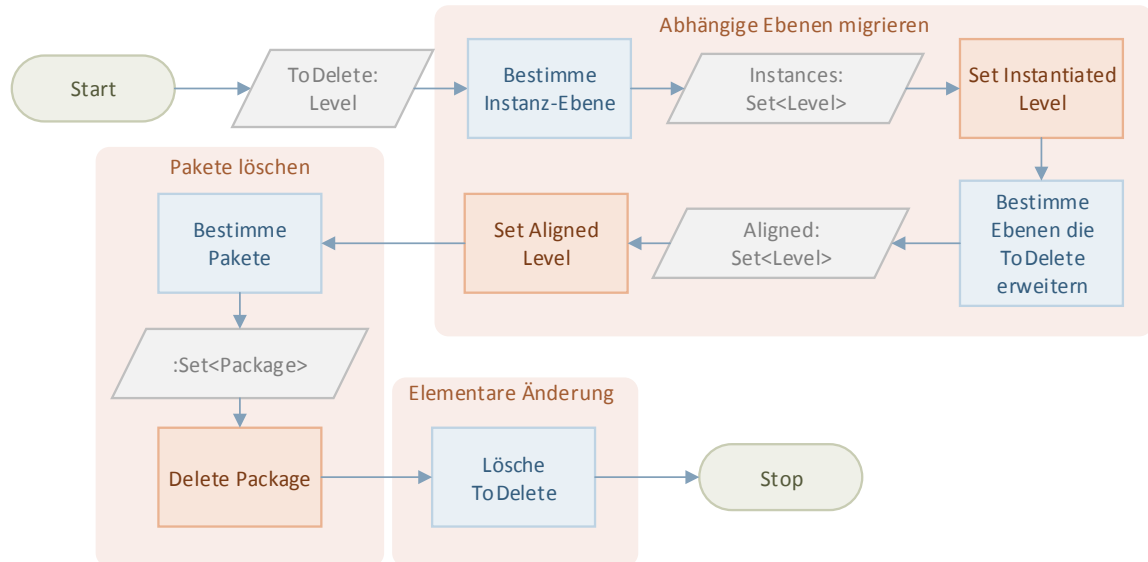 Abhängige Ebenen migrieren
Start
ToDelete:
Level
Bestimme
Instanz-Ebene
Instances:
Set<Level>
Set Instantiated
Level
Bestimme
Ebenen die
ToDelete
erweitern
Aligned:
Set<Level>
Set Aligned
Level
Pakete löschen
Bestimme
Pakete
:Set<Package>
Delete Package
Elementare Änderung
Lösche
ToDelete
Stop